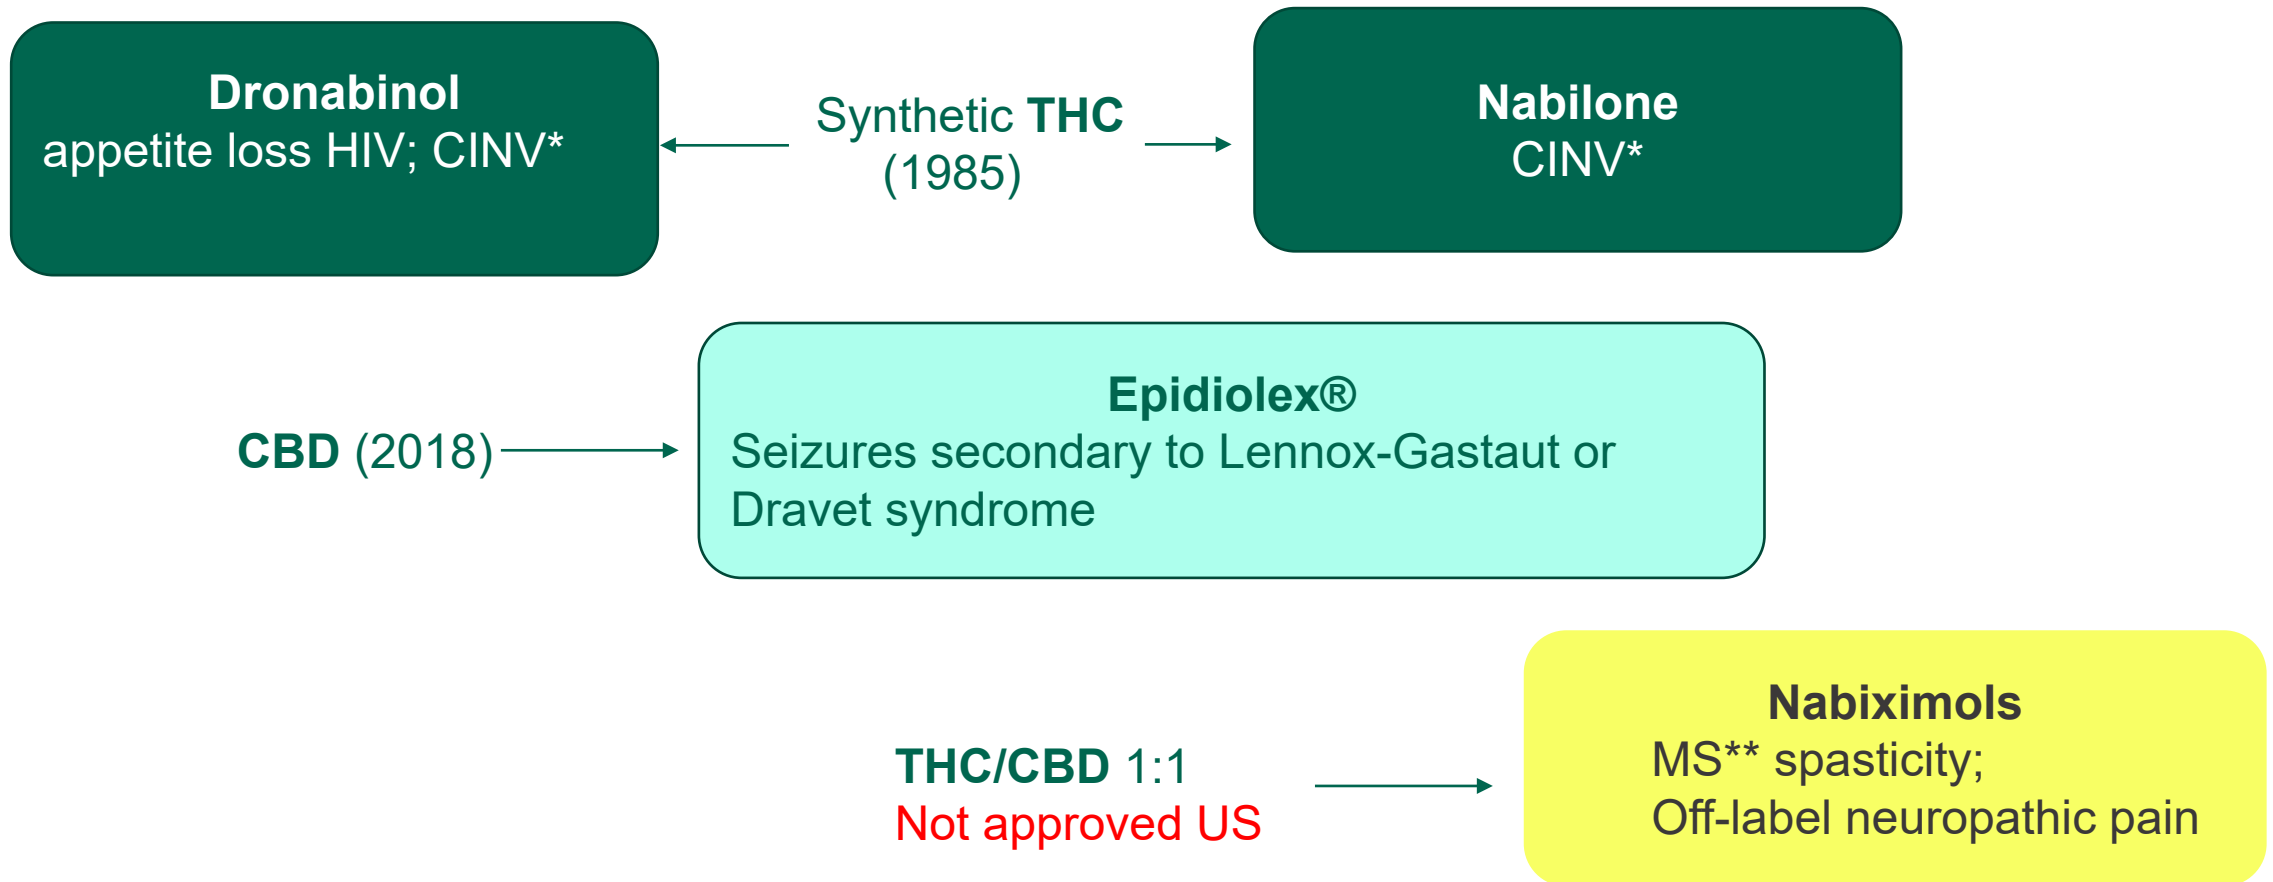 Dronabinol
appetite loss HIV; CINV*
Synthetic THC
(1985)
Nabilone
CINV*
CBD (2018)
Epidiolex®
Seizures secondary to Lennox-Gastaut or
Dravet syndrome
THC/CBD 1:1
Not approved US
Nabiximols
MS** spasticity;
Off-label neuropathic pain